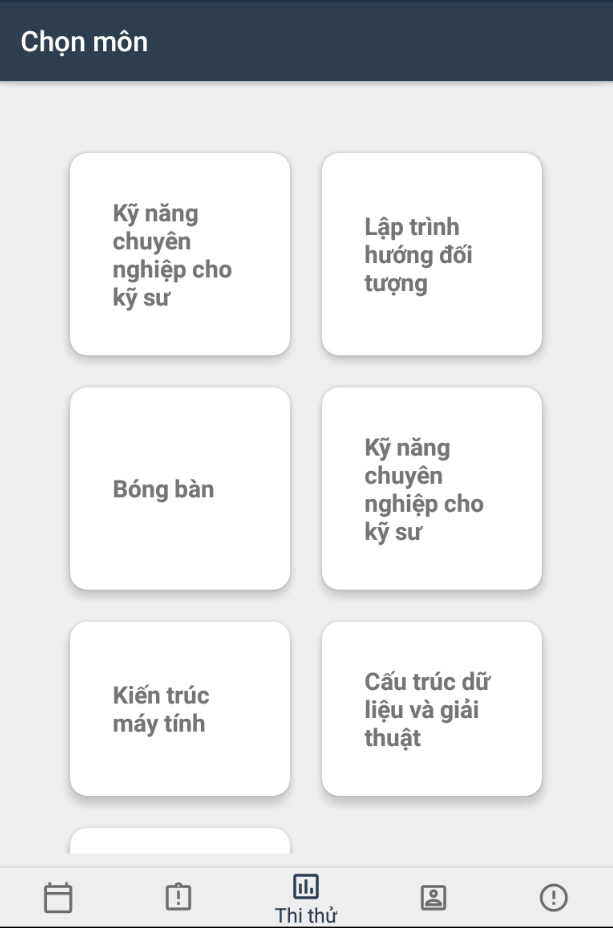 Chọn môn
Kỹ năng
chuyên
nghiệp cho
kỹ sư
Lập trình
hướng đối
tượng
Bóng bàn
Kỹ năng
chuyên
nghiệp cho
kỹ sư
Kiến trúc
máy tính
Cấu trúc dữ
liệu và giải
thuật
Thi thử